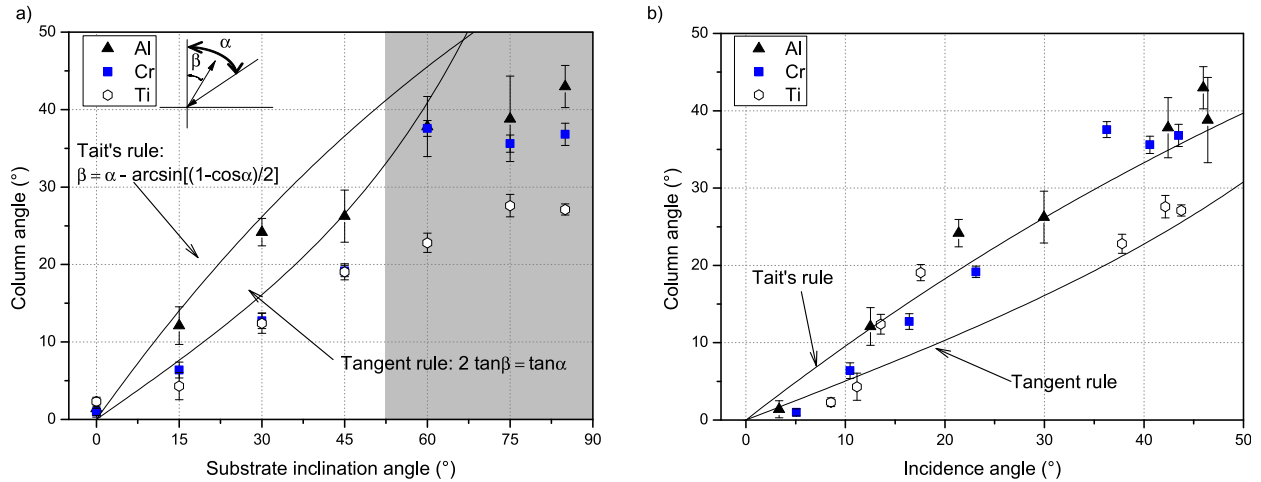 a)
50
40
30
20
10
0
Column angle (°)
Al
Cr
Ti
α
β
Tait's rule:
β = α - arcsin[(1-cosα)/2]
Tangent rule: 2 tanβ = tanα
0 15 30 45 60 75 90
Substrate inclination angle (°)
b)
50
40
30
20
10
0
Column angle (°)
Al
Cr
Ti
Tait's rule
Tangent rule
0 10 20 30 40 50
Incidence angle (°)